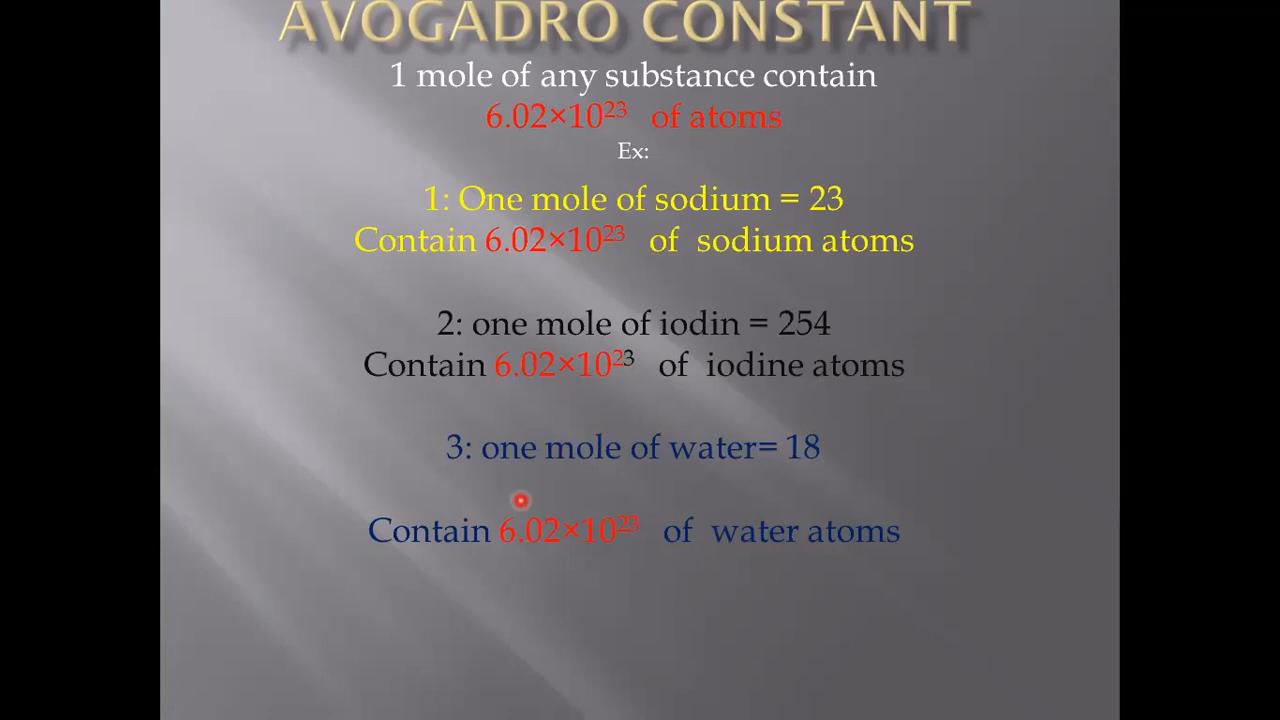 AVOGADRO CONSTANT
1 mole of any substance contain
6.02×10²³ of atoms
Ex:
1: One mole of sodium = 23
Contain 6.02×10²³ of sodium atoms
2: one mole of iodin = 254
Contain 6.02×10²³ of iodine atoms
3: one mole of water= 18
Contain 6.02×10²³ of water atoms